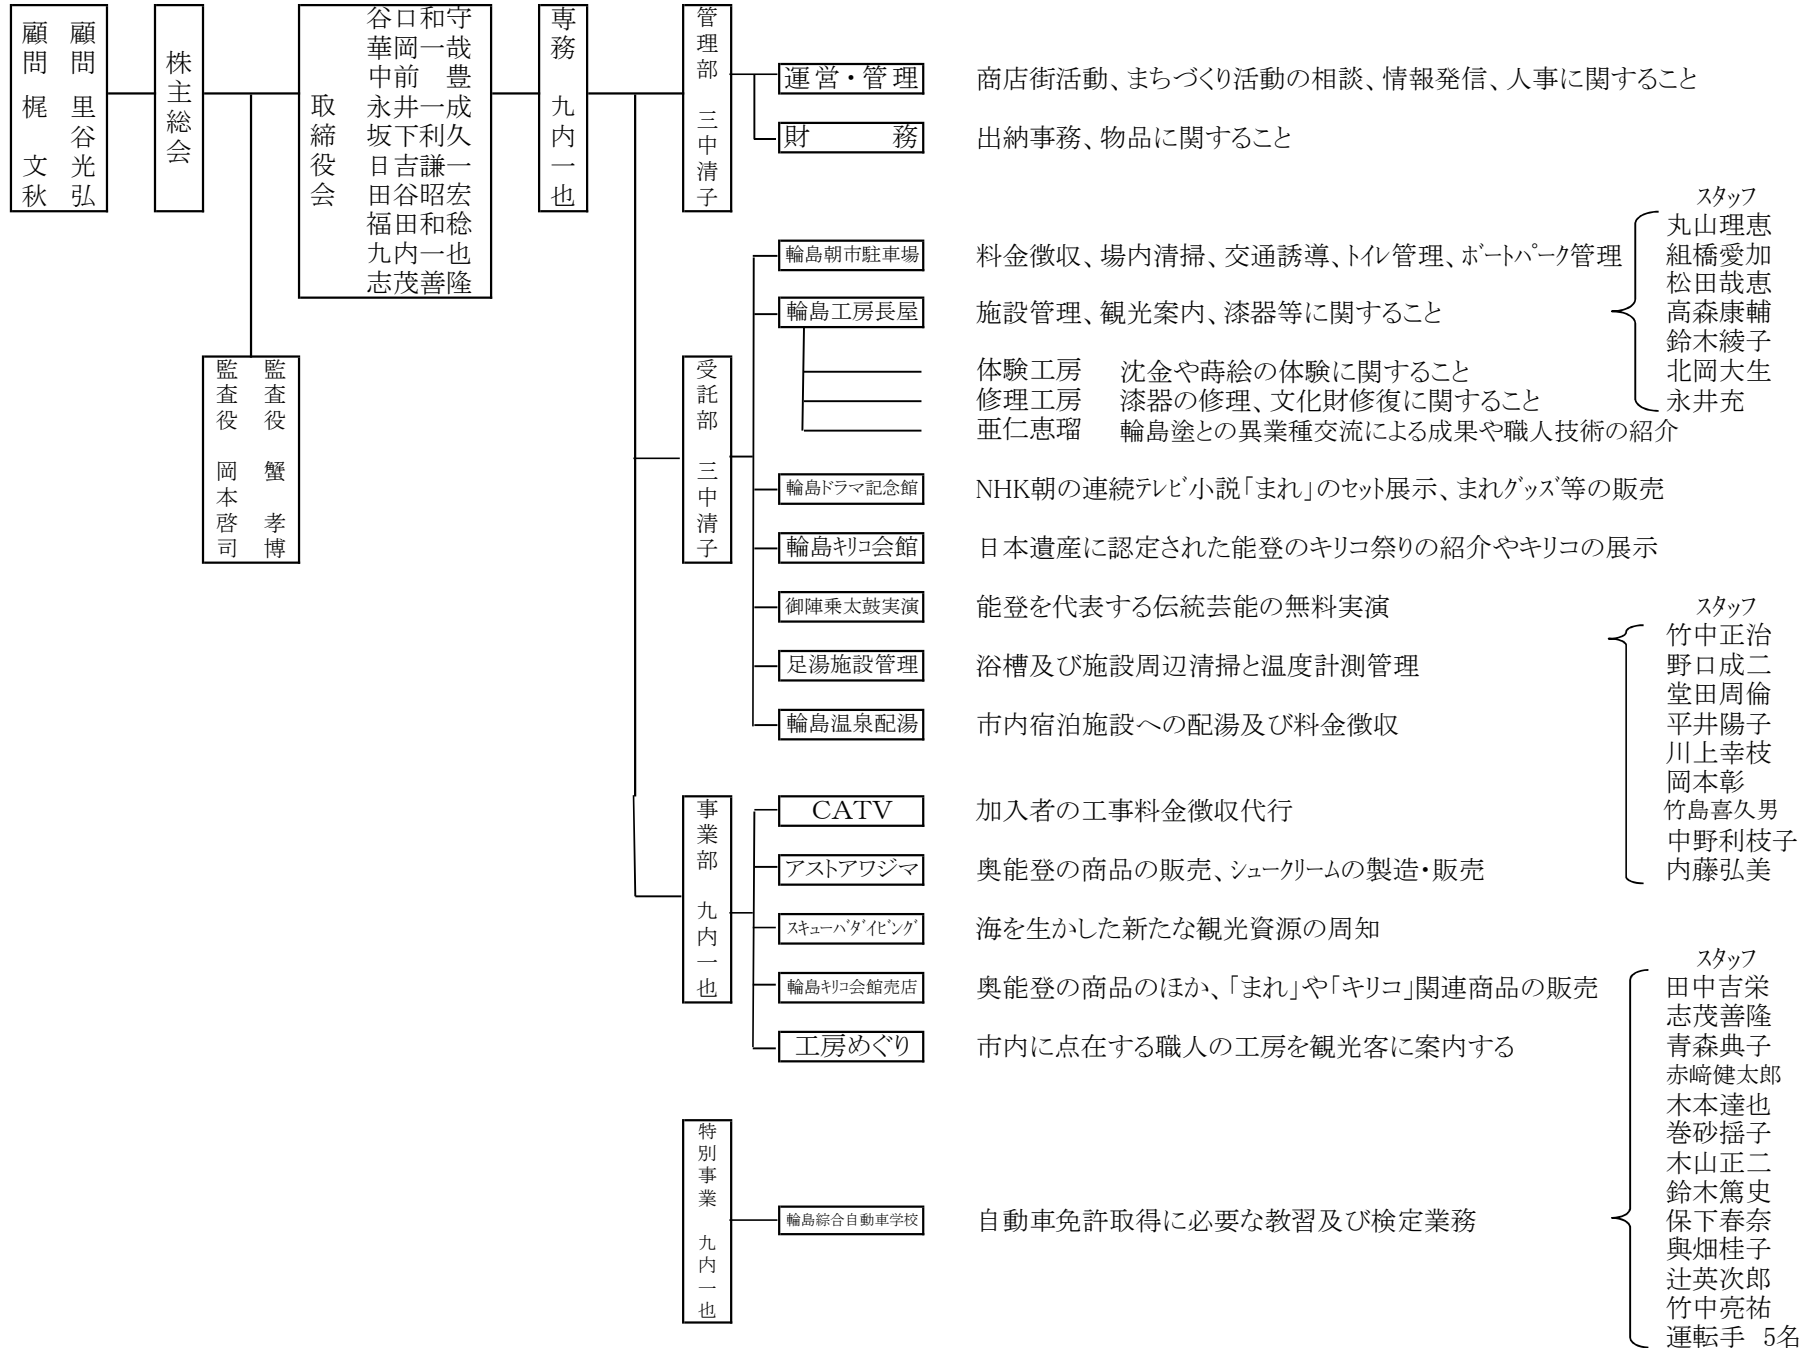 顧問 里谷光弘
顧問 梶 文秋
株主総会
取締役会
谷口和守
華岡一哉
中前 豊
永井一成
坂下利久
日吉謙一
田谷昭宏
福田和稔
九内一也
志茂善隆
監査役 蟹 孝博
監査役 岡本啓司
専務 九内一也
管理部 三中清子
運営・管理 商店街活動、まちづくり活動の相談、情報発信、人事に関すること
財 務 出納事務、物品に関すること
受託部 三中清子
輪島朝市駐車場 料金徴収、場内清掃、交通誘導、トイレ管理、ボートパーク管理
輪島工房長屋 施設管理、観光案内、漆器等に関すること
体験工房 沈金や蒔絵の体験に関すること
修理工房 漆器の修理、文化財修復に関すること
亜仁恵瑠 輪島塗との異業種交流による成果や職人技術の紹介
輪島ドラマ記念館 NHK朝の連続テレビ小説「まれ」のセット展示、まれグッズ等の販売
輪島キリコ会館 日本遺産に認定された能登のキリコ祭りの紹介やキリコの展示
御陣乗太鼓実演 能登を代表する伝統芸能の無料実演
足湯施設管理 浴槽及び施設周辺清掃と温度計測管理
輪島温泉配湯 市内宿泊施設への配湯及び料金徴収
事業部 九内一也
CATV 加入者の工事料金徴収代行
アストアワジマ 奥能登の商品の販売、シュークリームの製造・販売
スキューバダイビング 海を生かした新たな観光資源の周知
輪島キリコ会館売店 奥能登の商品のほか、「まれ」や「キリコ」関連商品の販売
工房めぐり 市内に点在する職人の工房を観光客に案内する
特別事業 九内一也
輪島綜合自動車学校 自動車免許取得に必要な教習及び検定業務
スタッフ
丸山理恵
組橋愛加
松田哉恵
高森康輔
鈴木綾子
北岡大生
永井充
スタッフ
竹中正治
野口成二
堂田周倫
平井陽子
川上幸枝
岡本彰
竹島喜久男
中野利枝子
内藤弘美
スタッフ
田中吉栄
志茂善隆
青森典子
赤﨑健太郎
木本達也
巻砂揺子
木山正二
鈴木篤史
保下春奈
與畑桂子
辻英次郎
竹中亮祐
運転手 5名